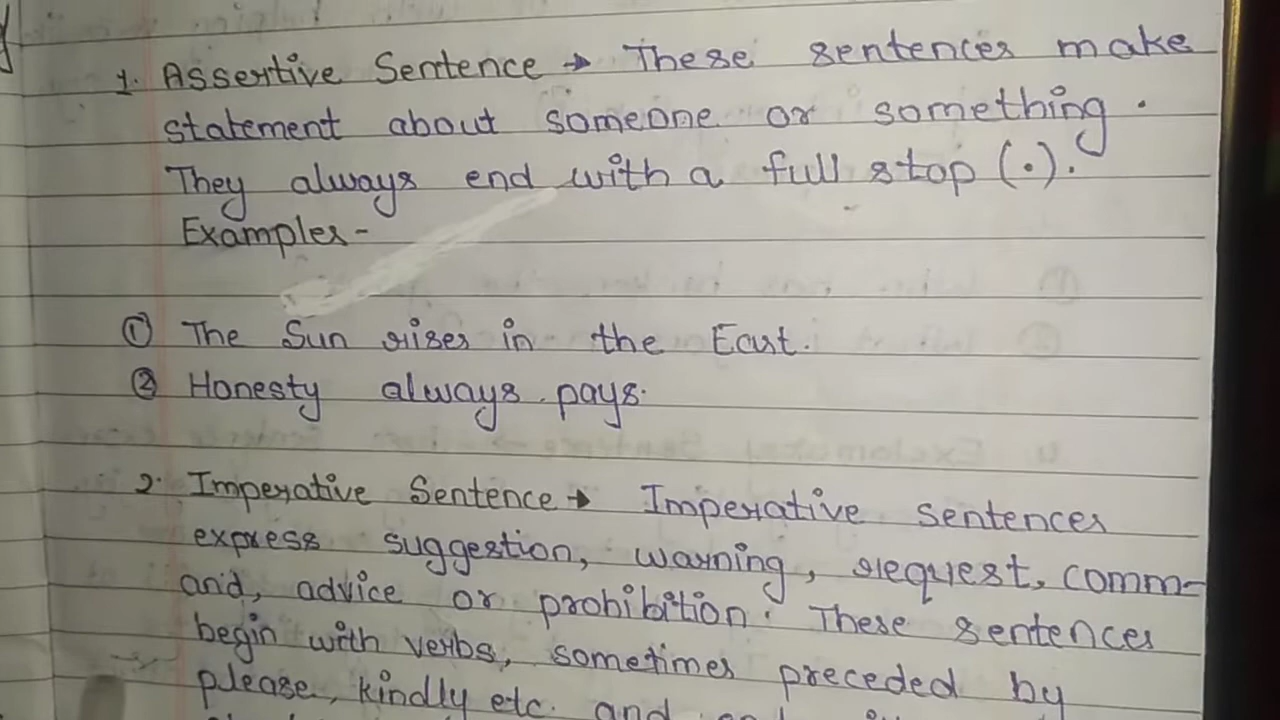 1. Assertive Sentence → These sentences make
statement about someone or something.
They always end with a full stop (.).
Examples -
① The Sun rises in the East.
② Honesty always pays.
2. Imperative Sentence → Imperative sentences
express suggestion, warning, request, comm-
and, advice or prohibition. These sentences
begin with verbs, sometimes preceded by
please, kindly etc. and